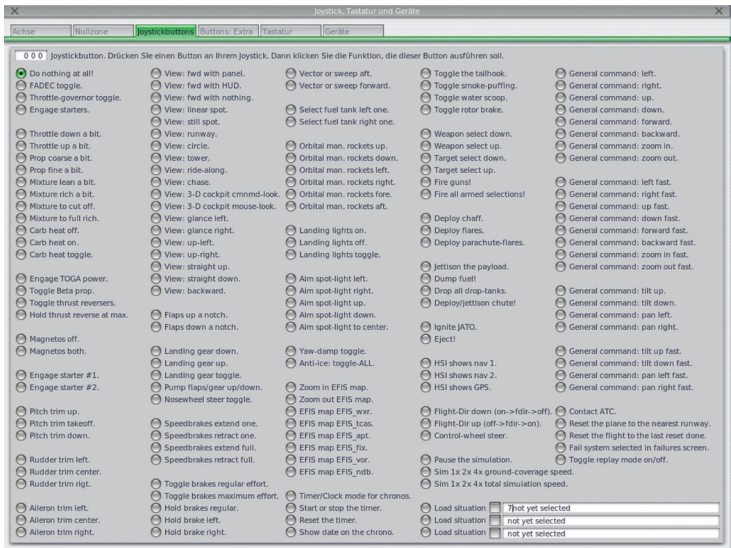 Joystick, Tastatur und Geräte
Achse
Nullzone
Joystickbuttons
Buttons: Extra
Tastatur
Geräte
0 0 0 Joystickbutton. Drücken SIe einen Button an Ihrem Joystick. Dann klicken Sie die Funktion, die dieser Button ausführen soll.
Do nothing at all!
FADEC toggle.
Throttle-governor toggle.
Engage starters.
Throttle down a bit.
Throttle up a bit.
Prop coarse a bit.
Prop fine a bit.
Mixture lean a bit.
Mixture rich a bit.
Mixture to cut off.
Mixture to full rich.
Carb heat off.
Carb heat on.
Carb heat toggle.
Engage TOGA power.
Toggle Beta prop.
Toggle thrust reversers.
Hold thrust reverse at max.
Magnetos off.
Magnetos both.
Engage starter #1.
Engage starter #2.
Pitch trim up.
Pitch trim takeoff.
Pitch trim down.
Rudder trim left.
Rudder trim center.
Rudder trim rigt.
Aileron trim left.
Aileron trim center.
Aileron trim right.
View: fwd with panel.
View: fwd with HUD.
View: fwd with nothing.
View: linear spot.
View: still spot.
View: runway.
View: circle.
View: tower.
View: ride-along.
View: chase.
View: 3-D cockpit cmnmd-look.
View: 3-D cockpit mouse-look.
View: glance left.
View: glance right.
View: up-left.
View: up-right.
View: straight up.
View: straight down.
View: backward.
Flaps up a notch.
Flaps down a notch.
Landing gear down.
Landing gear up.
Landing gear toggle.
Pump flaps/gear up/down.
Nosewheel steer toggle.
Speedbrakes extend one.
Speedbrakes retract one.
Speedbrakes extend full.
Speedbrakes retract full.
Toggle brakes regular effort.
Toggle brakes maximum effort.
Hold brakes regular.
Hold brake left.
Hold brake right.
Vector or sweep aft.
Vector or sweep forward.
Select fuel tank left one.
Select fuel tank right one.
Orbital man. rockets up.
Orbital man. rockets down.
Orbital man. rockets left.
Orbital man. rockets right.
Orbital man. rockets fore.
Orbital man. rockets aft.
Landing lights on.
Landing lights off.
Landing lights toggle.
Aim spot-light left.
Aim spot-light right.
Aim spot-light up.
Aim spot-light down.
Aim spot-light to center.
Yaw-damp toggle.
Anti-ice: toggle-ALL.
Zoom in EFIS map.
Zoom out EFIS map.
EFIS map EFIS_wxr.
EFIS map EFIS_tcas.
EFIS map EFIS_apt.
EFIS map EFIS_fix.
EFIS map EFIS_vor.
EFIS map EFIS_ndb.
Timer/Clock mode for chronos.
Start or stop the timer.
Reset the timer.
Show date on the chrono.
Toggle the tailhook.
Toggle smoke-puffing.
Toggle water scoop.
Toggle rotor brake.
Weapon select down.
Weapon select up.
Target select down.
Target select up.
Fire guns!
Fire all armed selections!
Deploy chaff.
Deploy flares.
Deploy parachute-flares.
Jettison the payload.
Dump fuel!
Drop all drop-tanks.
Deploy/jettison chute!
Ignite JATO.
Eject!
HSI shows nav 1.
HSI shows nav 2.
HSI shows GPS.
Flight-Dir down (on->fdir->off).
Flight-Dir up (off->fdir->on).
Control-wheel steer.
Pause the simulation.
Sim 1x 2x 4x ground-coverage speed.
Sim 1x 2x 4x total simulation speed.
Load situation 7not yet selected
Load situation not yet selected
Load situation not yet selected
General command: left.
General command: right.
General command: up.
General command: down.
General command: forward.
General command: backward.
General command: zoom in.
General command: zoom out.
General command: left fast.
General command: right fast.
General command: up fast.
General command: down fast.
General command: forward fast.
General command: backward fast.
General command: zoom in fast.
General command: zoom out fast.
General command: tilt up.
General command: tilt down.
General command: pan left.
General command: pan right.
General command: tilt up fast.
General command: tilt down fast.
General command: pan left fast.
General command: pan right fast.
Contact ATC.
Reset the plane to the nearest runway.
Reset the flight to the last reset done.
Fail system selected in failures screen.
Toggle replay mode on/off.